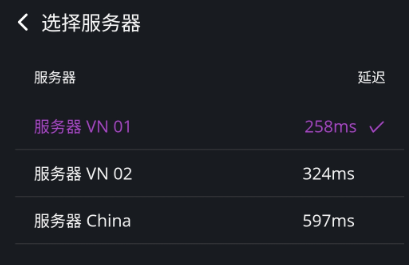 选择服务器
服务器 延迟
服务器 VN 01 258ms
服务器 VN 02 324ms
服务器 China 597ms